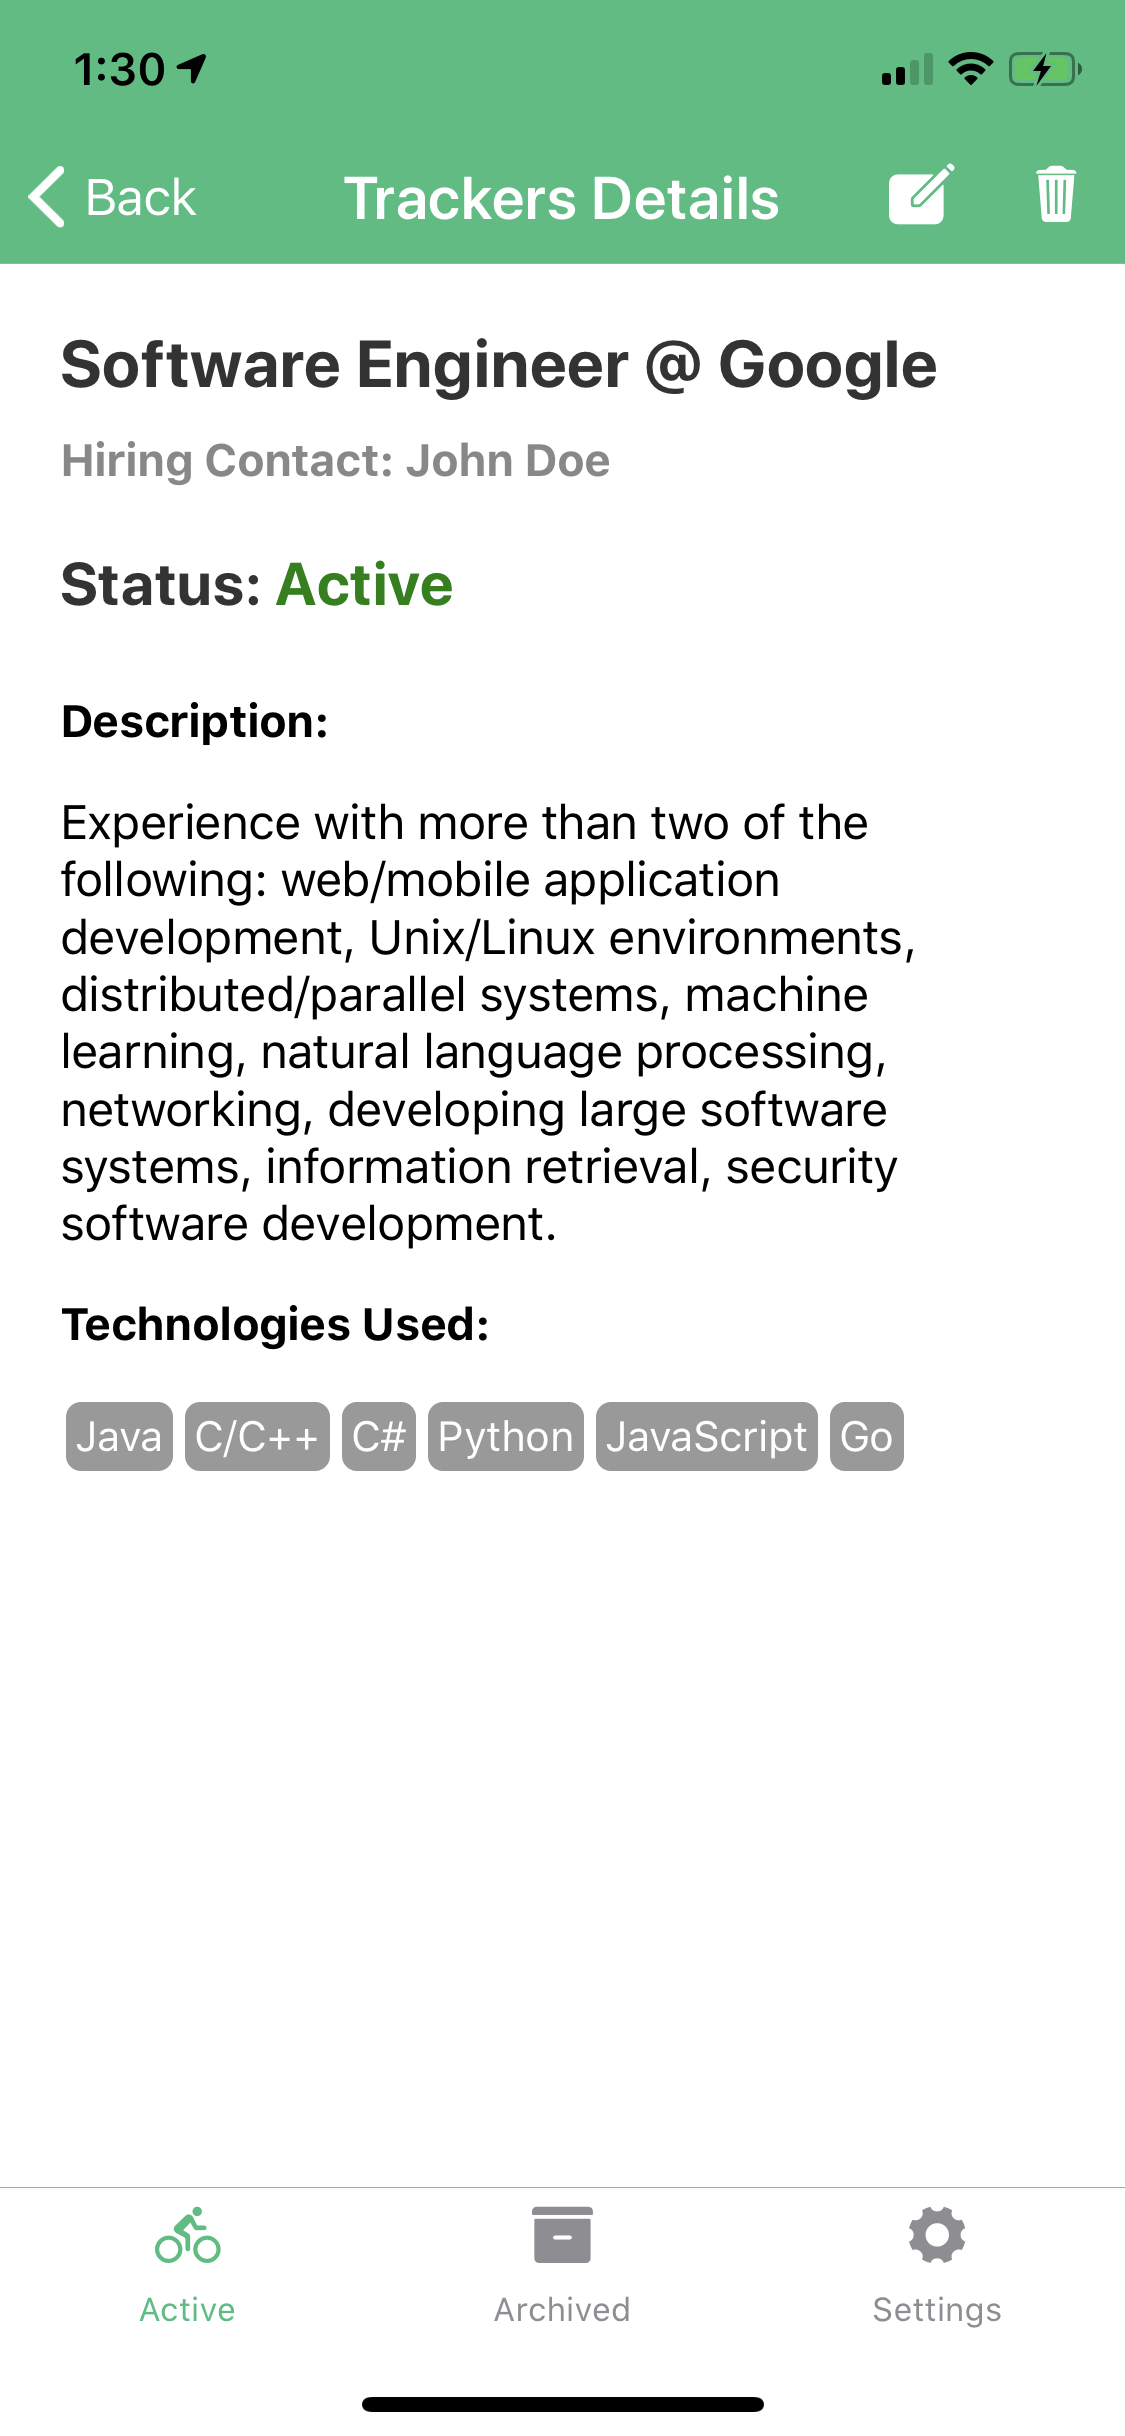 1:30
Back
Trackers Details
Software Engineer @ Google
Hiring Contact: John Doe
Status: Active
Description:
Experience with more than two of the
following: web/mobile application
development, Unix/Linux environments,
distributed/parallel systems, machine
learning, natural language processing,
networking, developing large software
systems, information retrieval, security
software development.
Technologies Used:
Java C/C++ C# Python JavaScript Go
Active Archived Settings